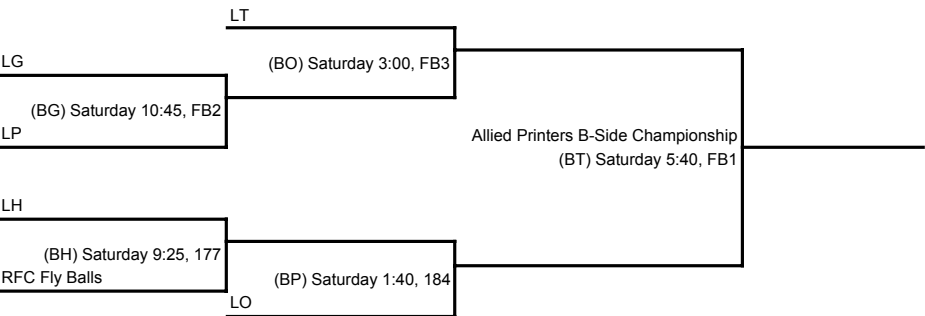 LT
LG
(BO) Saturday 3:00, FB3
(BG) Saturday 10:45, FB2
LP
Allied Printers B-Side Championship
(BT) Saturday 5:40, FB1
LH
(BH) Saturday 9:25, 177
RFC Fly Balls
(BP) Saturday 1:40, 184
LO